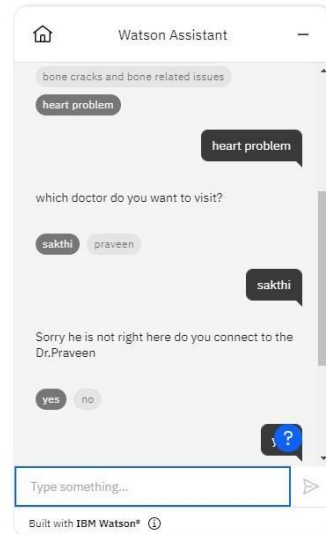 Watson Assistant
bone cracks and bone related issues
heart problem
heart problem
which doctor do you want to visit?
sakthi praveen
sakthi
Sorry he is not right here do you connect to the
Dr.Praveen
yes no
?
Type something...
Built with IBM Watson®